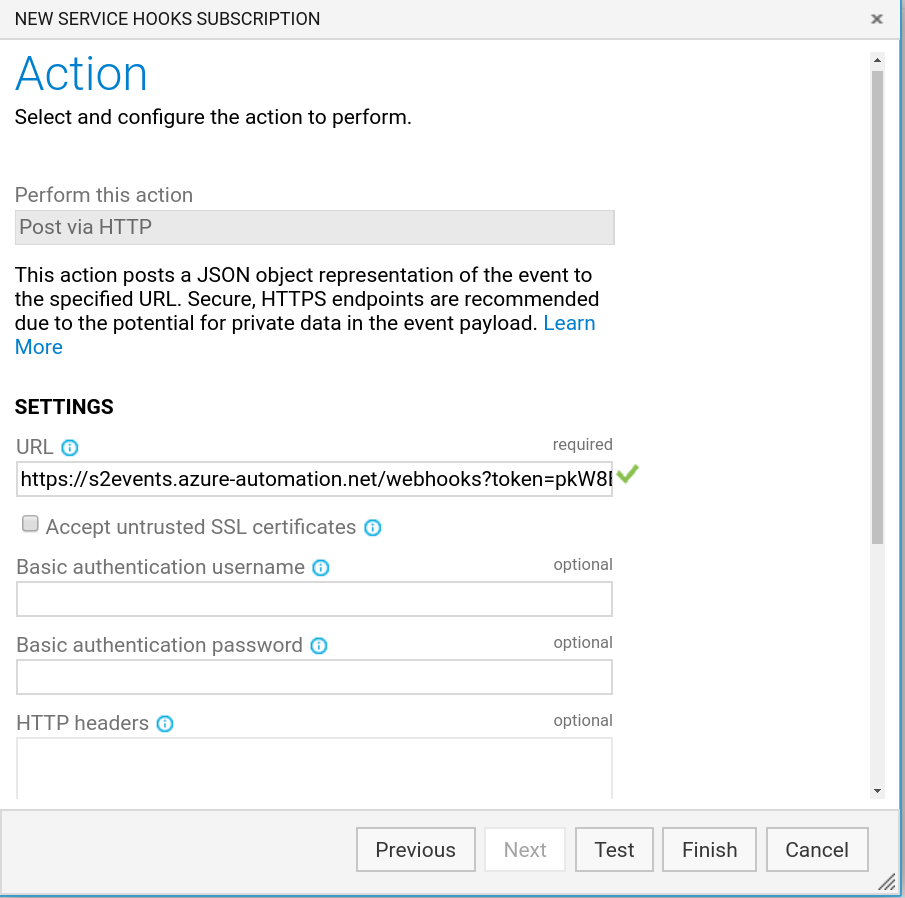 NEW SERVICE HOOKS SUBSCRIPTION
Action
Select and configure the action to perform.
Perform this action
Post via HTTP
This action posts a JSON object representation of the event to
the specified URL. Secure, HTTPS endpoints are recommended
due to the potential for private data in the event payload. Learn
More
SETTINGS
URL required
https://s2events.azure-automation.net/webhooks?token=pkW8
Accept untrusted SSL certificates
Basic authentication username optional
Basic authentication password optional
HTTP headers optional
Previous Next Test Finish Cancel